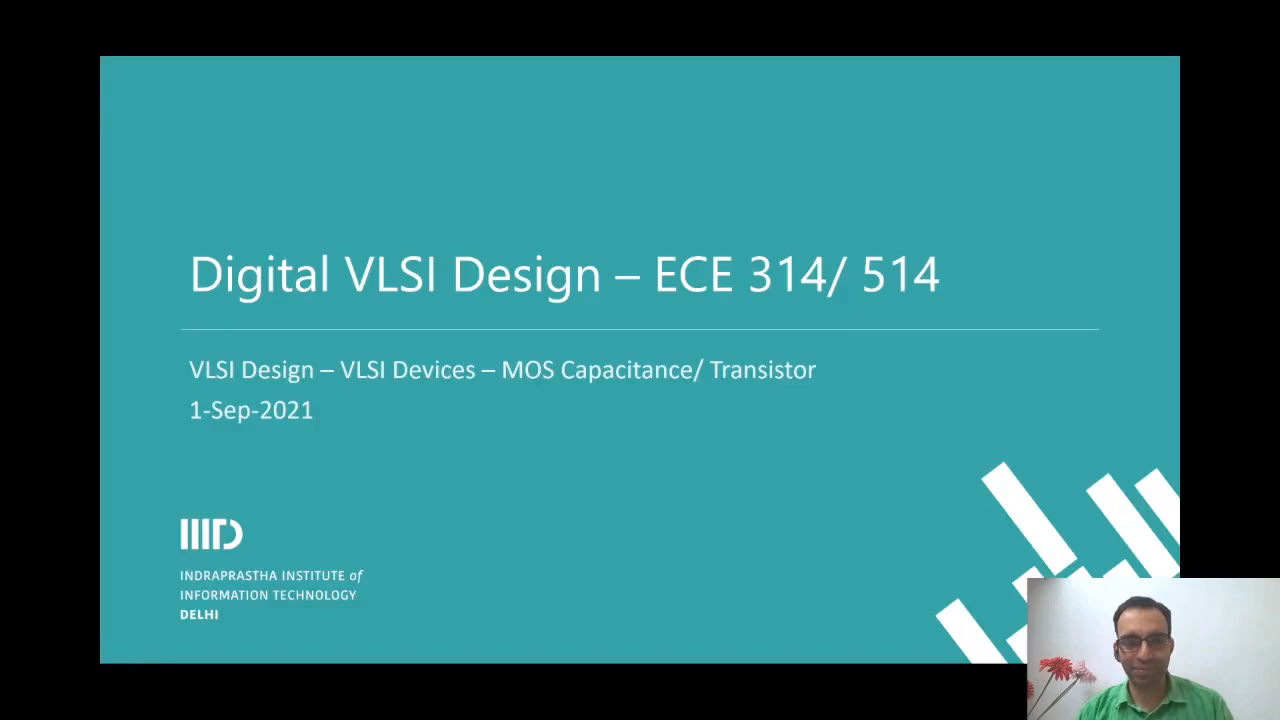 Digital VLSI Design – ECE 314/ 514
VLSI Design – VLSI Devices – MOS Capacitance/ Transistor
1-Sep-2021
IIITD
INDRAPRASTHA INSTITUTE of
INFORMATION TECHNOLOGY
DELHI